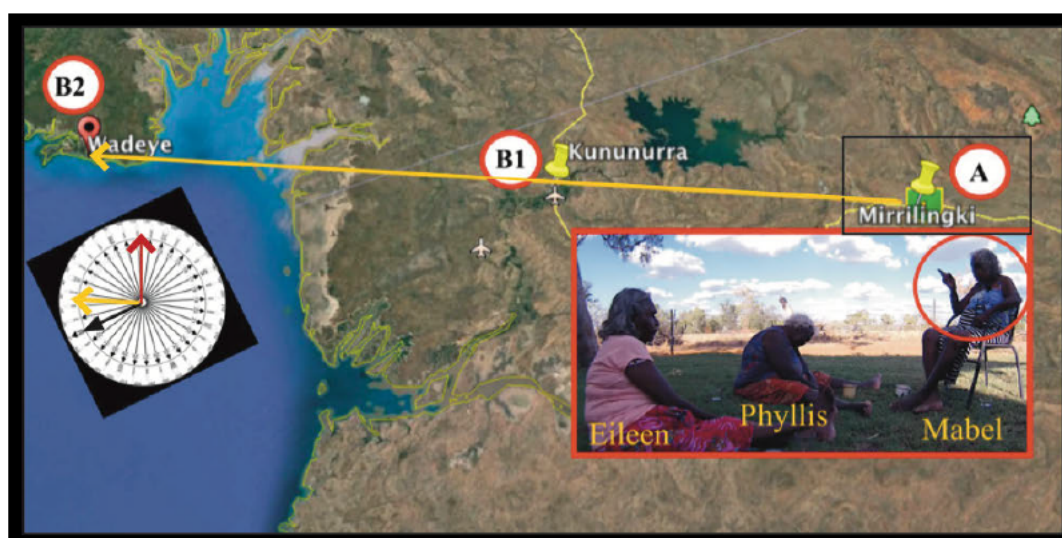 B2
Wadeye
B1
Kununurra
A
Mirrilingki
Eileen
Phyllis
Mabel